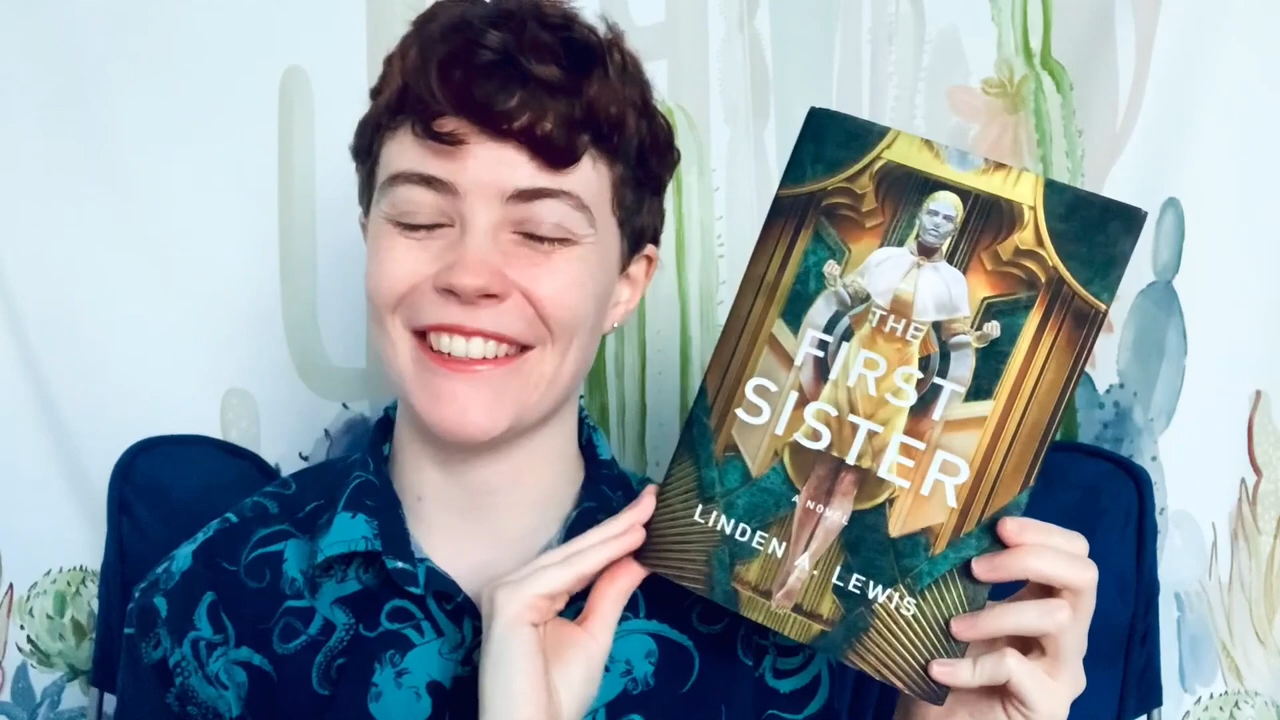 THE
FIRST
SISTER
A NOVEL
LINDEN A. LEWIS